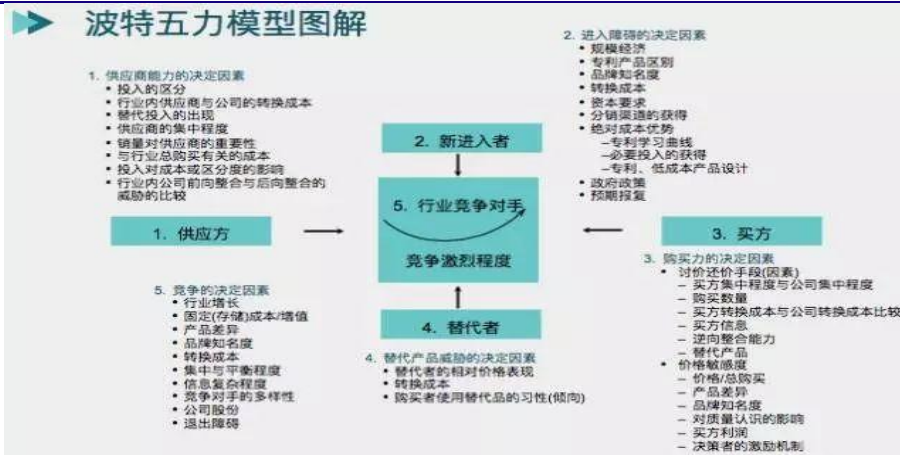 波特五力模型图解
1. 供应商能力的决定因素
• 投入的区分
• 行业内供应商与公司的转换成本
• 替代投入的出现
• 供应商的集中程度
• 销量对供应商的重要性
• 与行业总购买有关的成本
• 投入对成本或区分度的影响
• 行业内公司前向整合与后向整合的
威胁的比较
2. 进入障碍的决定因素
• 规模经济
• 专利产品区别
• 品牌知名度
• 转换成本
• 资本要求
• 分销渠道的获得
• 绝对成本优势
–专利学习曲线
–必要投入的获得
–专利、低成本产品设计
• 政府政策
• 预期报复
2. 新进入者
1. 供应方
5. 行业竞争对手
竞争激烈程度
3. 买方
4. 替代者
5. 竞争的决定因素
• 行业增长
• 固定(存储)成本/增值
• 产品差异
• 品牌知名度
• 转换成本
• 集中与平衡程度
• 信息复杂程度
• 竞争对手的多样性
• 公司股份
• 退出障碍
4. 替代产品威胁的决定因素
• 替代者的相对价格表现
• 转换成本
• 购买者使用替代品的习性(倾向)
3. 购买力的决定因素
• 讨价还价手段(因素)
– 买方集中程度与公司集中程度
– 购买数量
– 买方转换成本与公司转换成本比较
– 买方信息
– 逆向整合能力
– 替代产品
• 价格敏感度
– 价格/总购买
– 产品差异
– 品牌知名度
– 对质量认识的影响
– 买方利润
– 决策者的激励机制